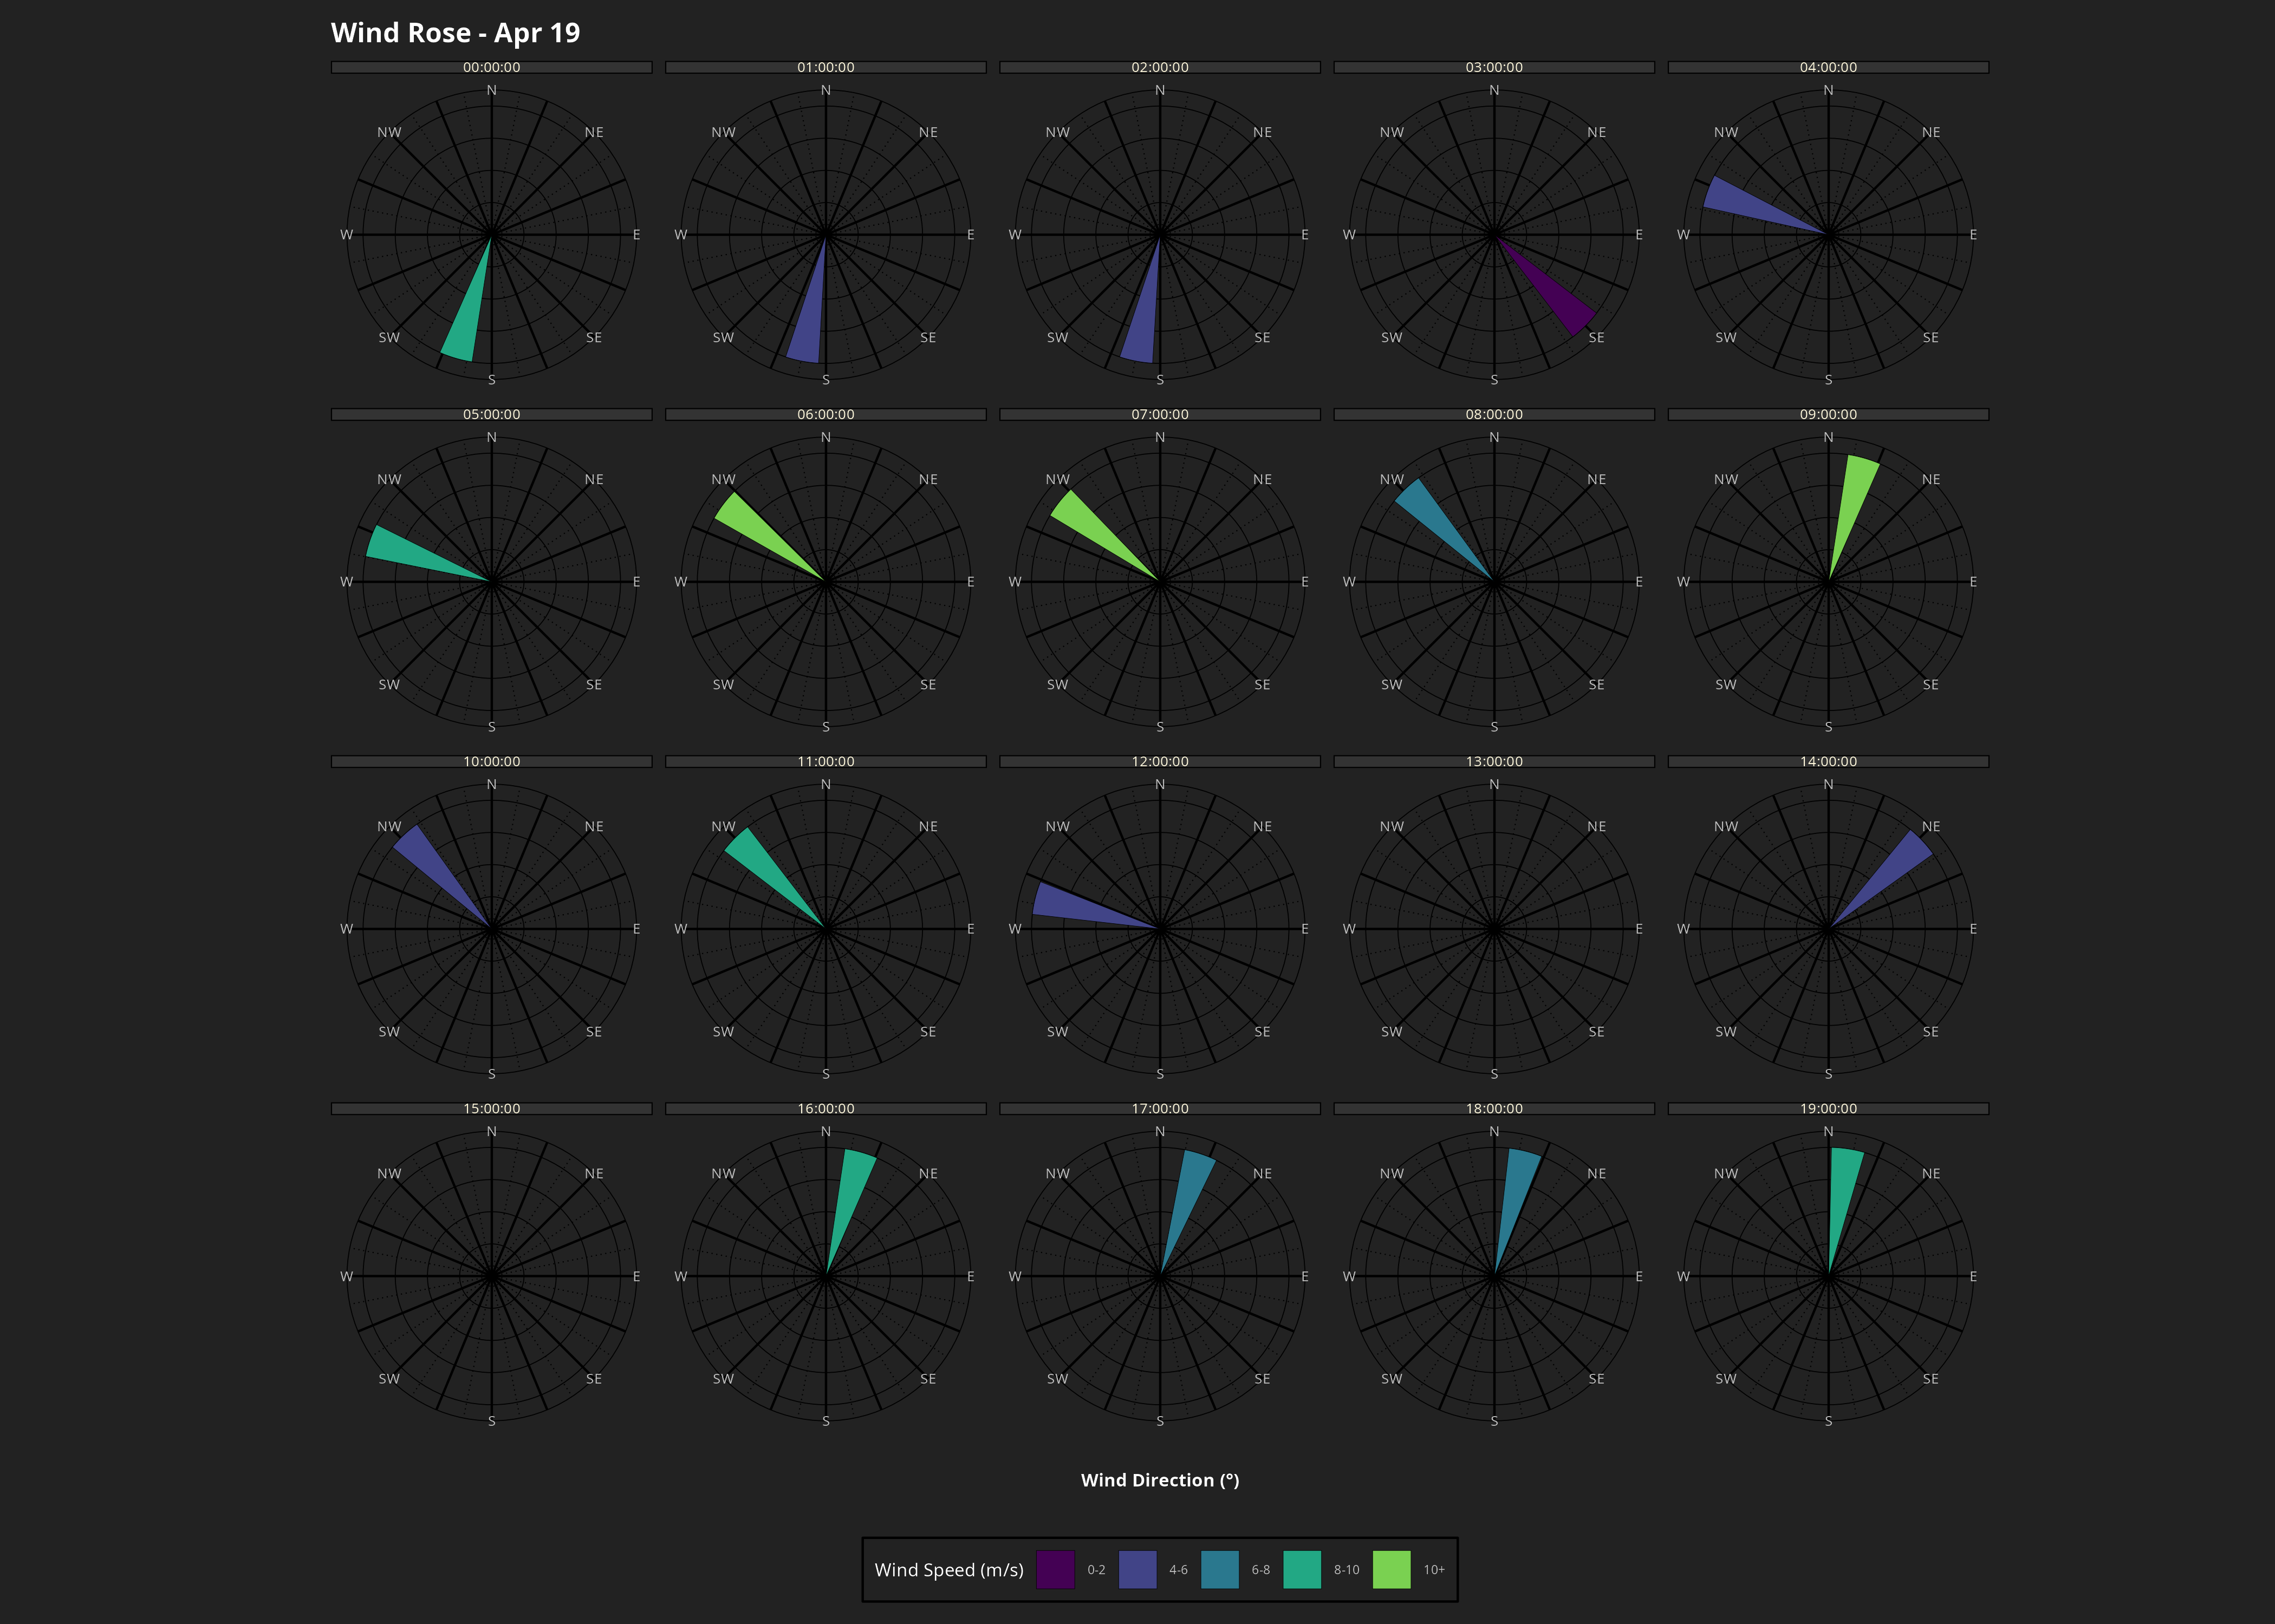 Wind Rose - Apr 19
00:00:00 01:00:00 02:00:00 03:00:00 04:00:00
N N N N N
NW NE NW NE NW NE NW NE NW NE
W E W E W E W E W E
SW SE SW SE SW SE SW SE SW SE
S S S S S
05:00:00 06:00:00 07:00:00 08:00:00 09:00:00
N N N N N
NW NE NW NE NW NE NW NE NW NE
W E W E W E W E W E
SW SE SW SE SW SE SW SE SW SE
S S S S S
10:00:00 11:00:00 12:00:00 13:00:00 14:00:00
N N N N N
NW NE NW NE NW NE NW NE NW NE
W E W E W E W E W E
SW SE SW SE SW SE SW SE SW SE
S S S S S
15:00:00 16:00:00 17:00:00 18:00:00 19:00:00
N N N N N
NW NE NW NE NW NE NW NE NW NE
W E W E W E W E W E
SW SE SW SE SW SE SW SE SW SE
S S S S S
Wind Direction (°)
Wind Speed (m/s) 0-2 4-6 6-8 8-10 10+